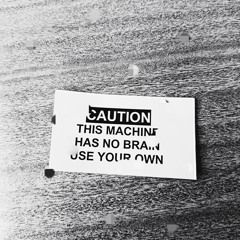 CAUTION
THIS MACHINE
HAS NO BRAIN
USE YOUR OWN